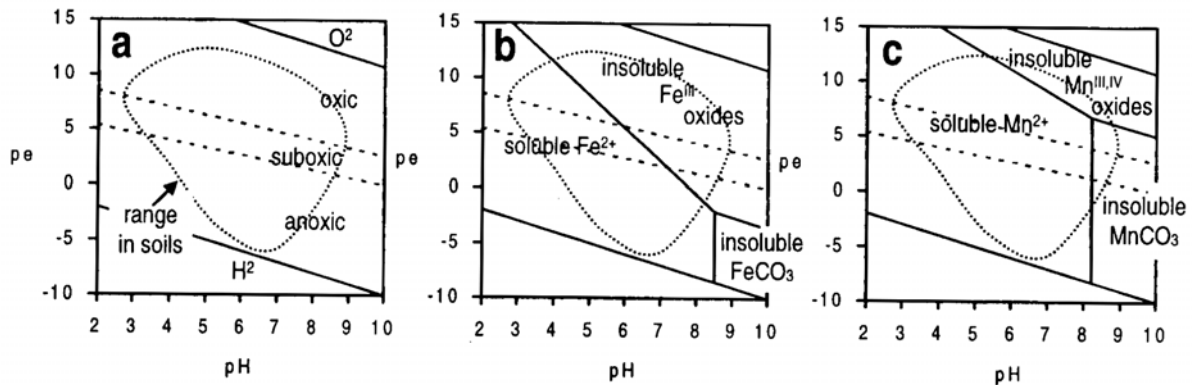 a
15
10
5
0
-5
-10
pe
O²
oxic
suboxic
anoxic
range
in soils
H²
2 3 4 5 6 7 8 9 10
pH
b
15
10
5
0
-5
-10
pe
insoluble
Feᴵᴵᴵ
oxides
soluble Fe²⁺
insoluble
FeCO₃
2 3 4 5 6 7 8 9 10
pH
c
15
10
5
0
-5
-10
pe
insoluble
Mnᴵᴵᴵ,ᴵⱽ
oxides
soluble Mn²⁺
insoluble
MnCO₃
2 3 4 5 6 7 8 9 10
pH